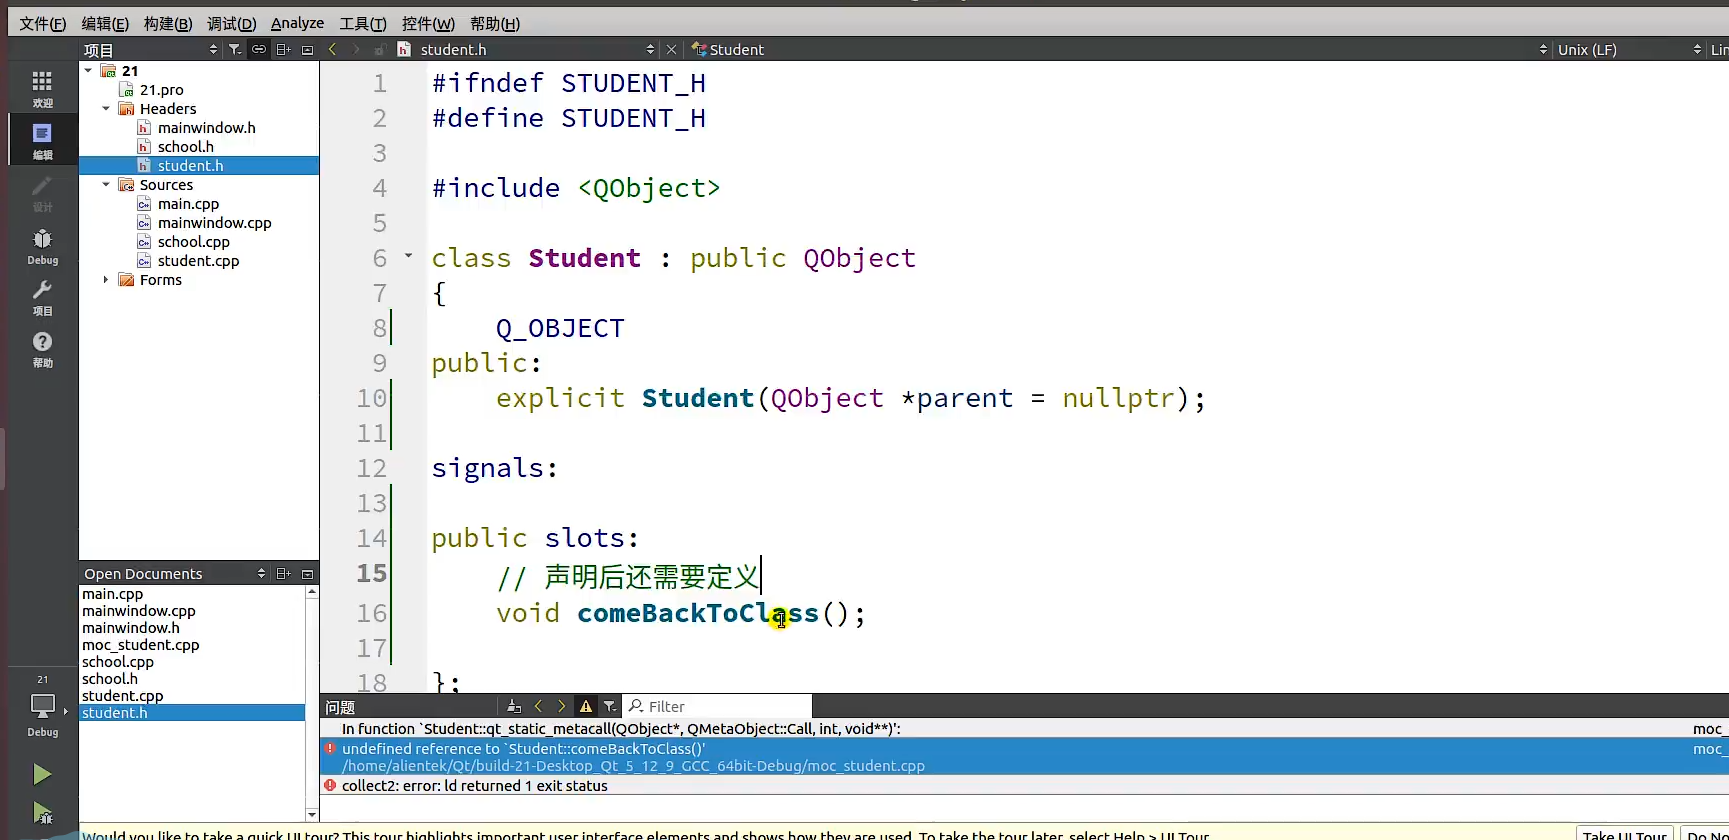 文件(F) 编辑(E) 构建(B) 调试(D) Analyze 工具(T) 控件(W) 帮助(H)
项目 student.h Student Unix (LF) Lin
欢迎
编辑
设计
Debug
项目
帮助
21
Debug
21
21.pro
Headers
mainwindow.h
school.h
student.h
Sources
main.cpp
mainwindow.cpp
school.cpp
student.cpp
Forms
Open Documents
main.cpp
mainwindow.cpp
mainwindow.h
moc_student.cpp
school.cpp
school.h
student.cpp
student.h
1 #ifndef STUDENT_H
2 #define STUDENT_H
3
4 #include <QObject>
5
6 class Student : public QObject
7 {
8 Q_OBJECT
9 public:
10 explicit Student(QObject *parent = nullptr);
11
12 signals:
13
14 public slots:
15 // 声明后还需要定义
16 void comeBackToClass();
17
18 };
问题 Filter
In function `Student::qt_static_metacall(QObject*, QMetaObject::Call, int, void**)': moc_
undefined reference to `Student::comeBackToClass()' moc_
/home/alientek/Qt/build-21-Desktop_Qt_5_12_9_GCC_64bit-Debug/moc_student.cpp
collect2: error: ld returned 1 exit status
Would you like to take a quick UI tour? This tour highlights important user interface elements and shows how they are used. To take the tour later, select Help > UI Tour. Take UI Tour Do No